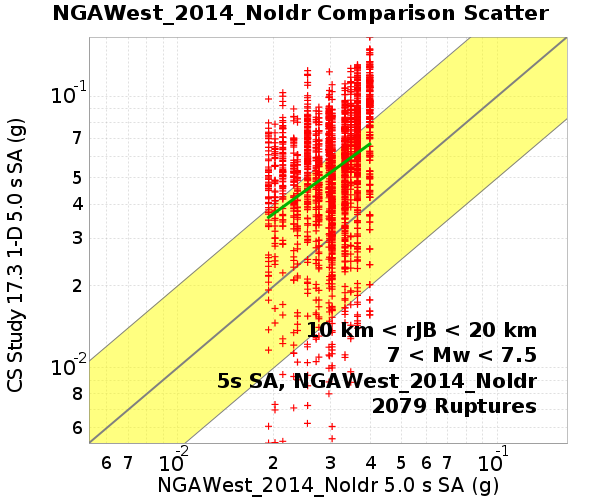 NGAWest_2014_NoIdr Comparison Scatter
CS Study 17.3 1-D 5.0 s SA (g)
10⁻¹
7
5
4
3
2
10⁻²
8
6
10 km < rJB < 20 km
7 < Mw < 7.5
5s SA, NGAWest_2014_NoIdr
2079 Ruptures
6 7 10⁻² 2 3 4 5 6 7 10⁻¹
NGAWest_2014_NoIdr 5.0 s SA (g)